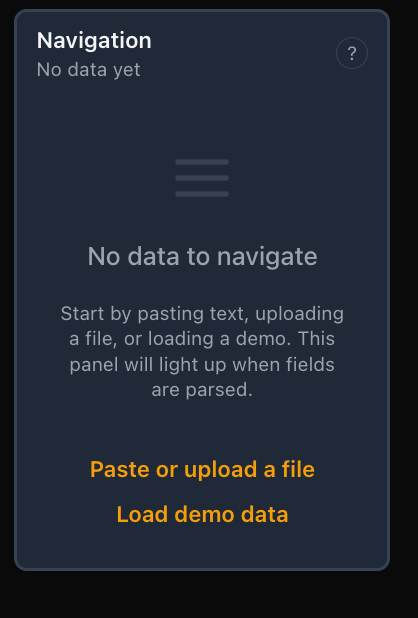 Navigation
No data yet
?
No data to navigate
Start by pasting text, uploading
a file, or loading a demo. This
panel will light up when fields
are parsed.
Paste or upload a file
Load demo data